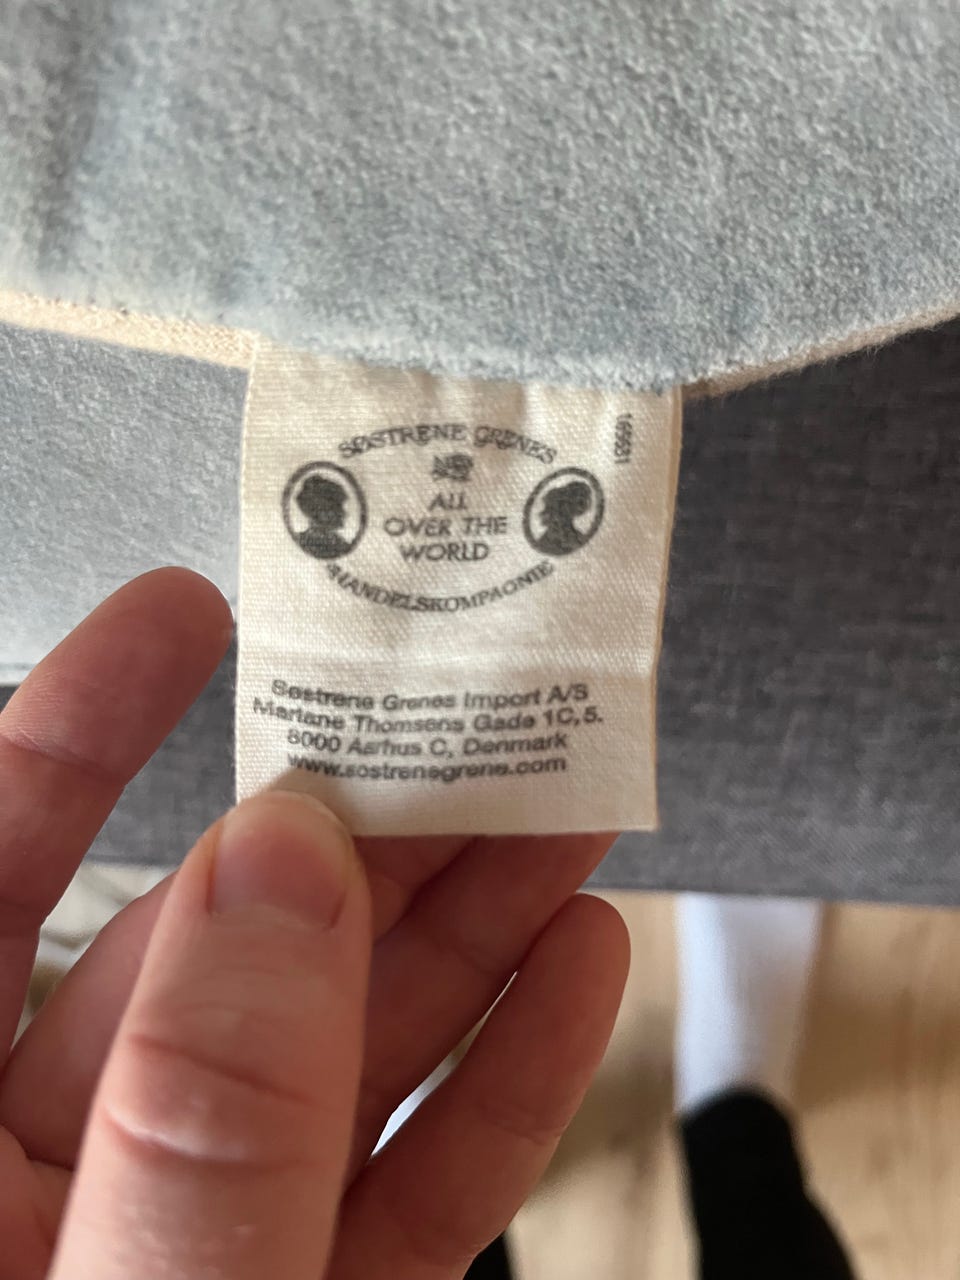 SØSTRENE GRENES
ALL
OVER THE
WORLD
HANDELSKOMPAGNIE
Søstrene Grenes Import A/S
Mariane Thomsens Gade 1C, 5.
8000 Aarhus C, Denmark
www.sostrenegrene.com